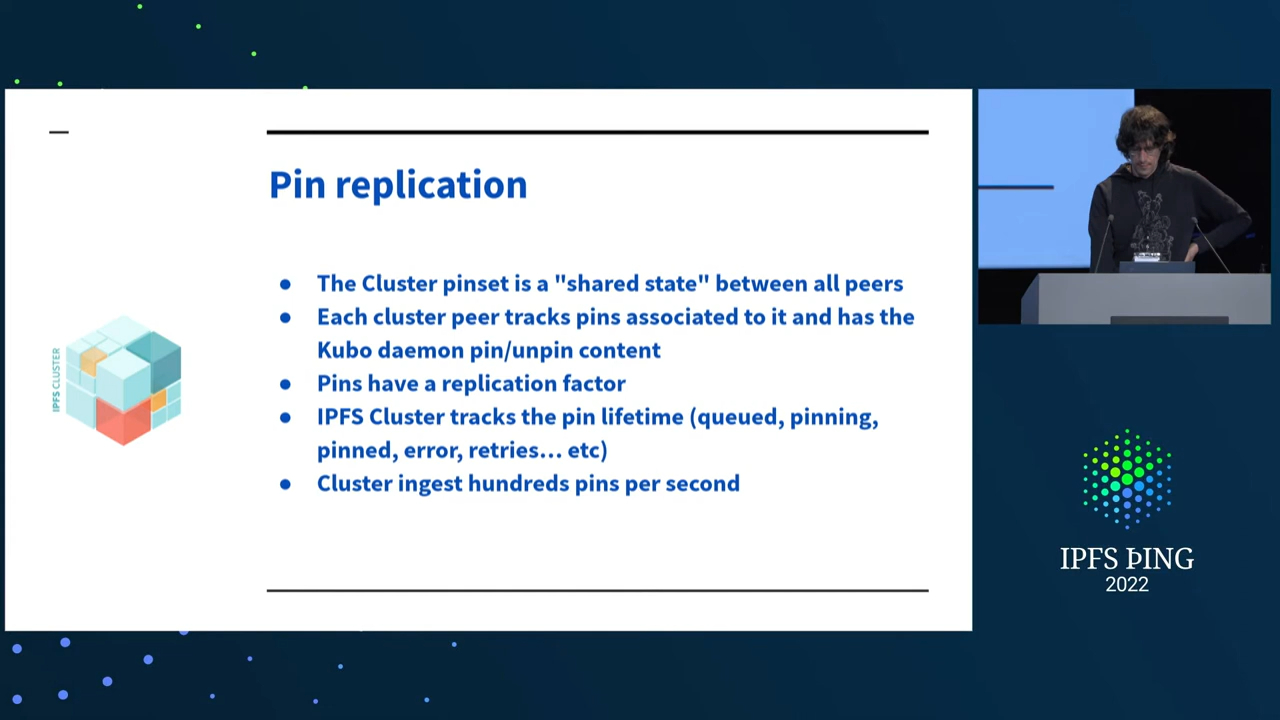 Pin replication
● The Cluster pinset is a "shared state" between all peers
● Each cluster peer tracks pins associated to it and has the
Kubo daemon pin/unpin content
● Pins have a replication factor
● IPFS Cluster tracks the pin lifetime (queued, pinning,
pinned, error, retries... etc)
● Cluster ingest hundreds pins per second
IPFS CLUSTER
IPFS ÞING
2022